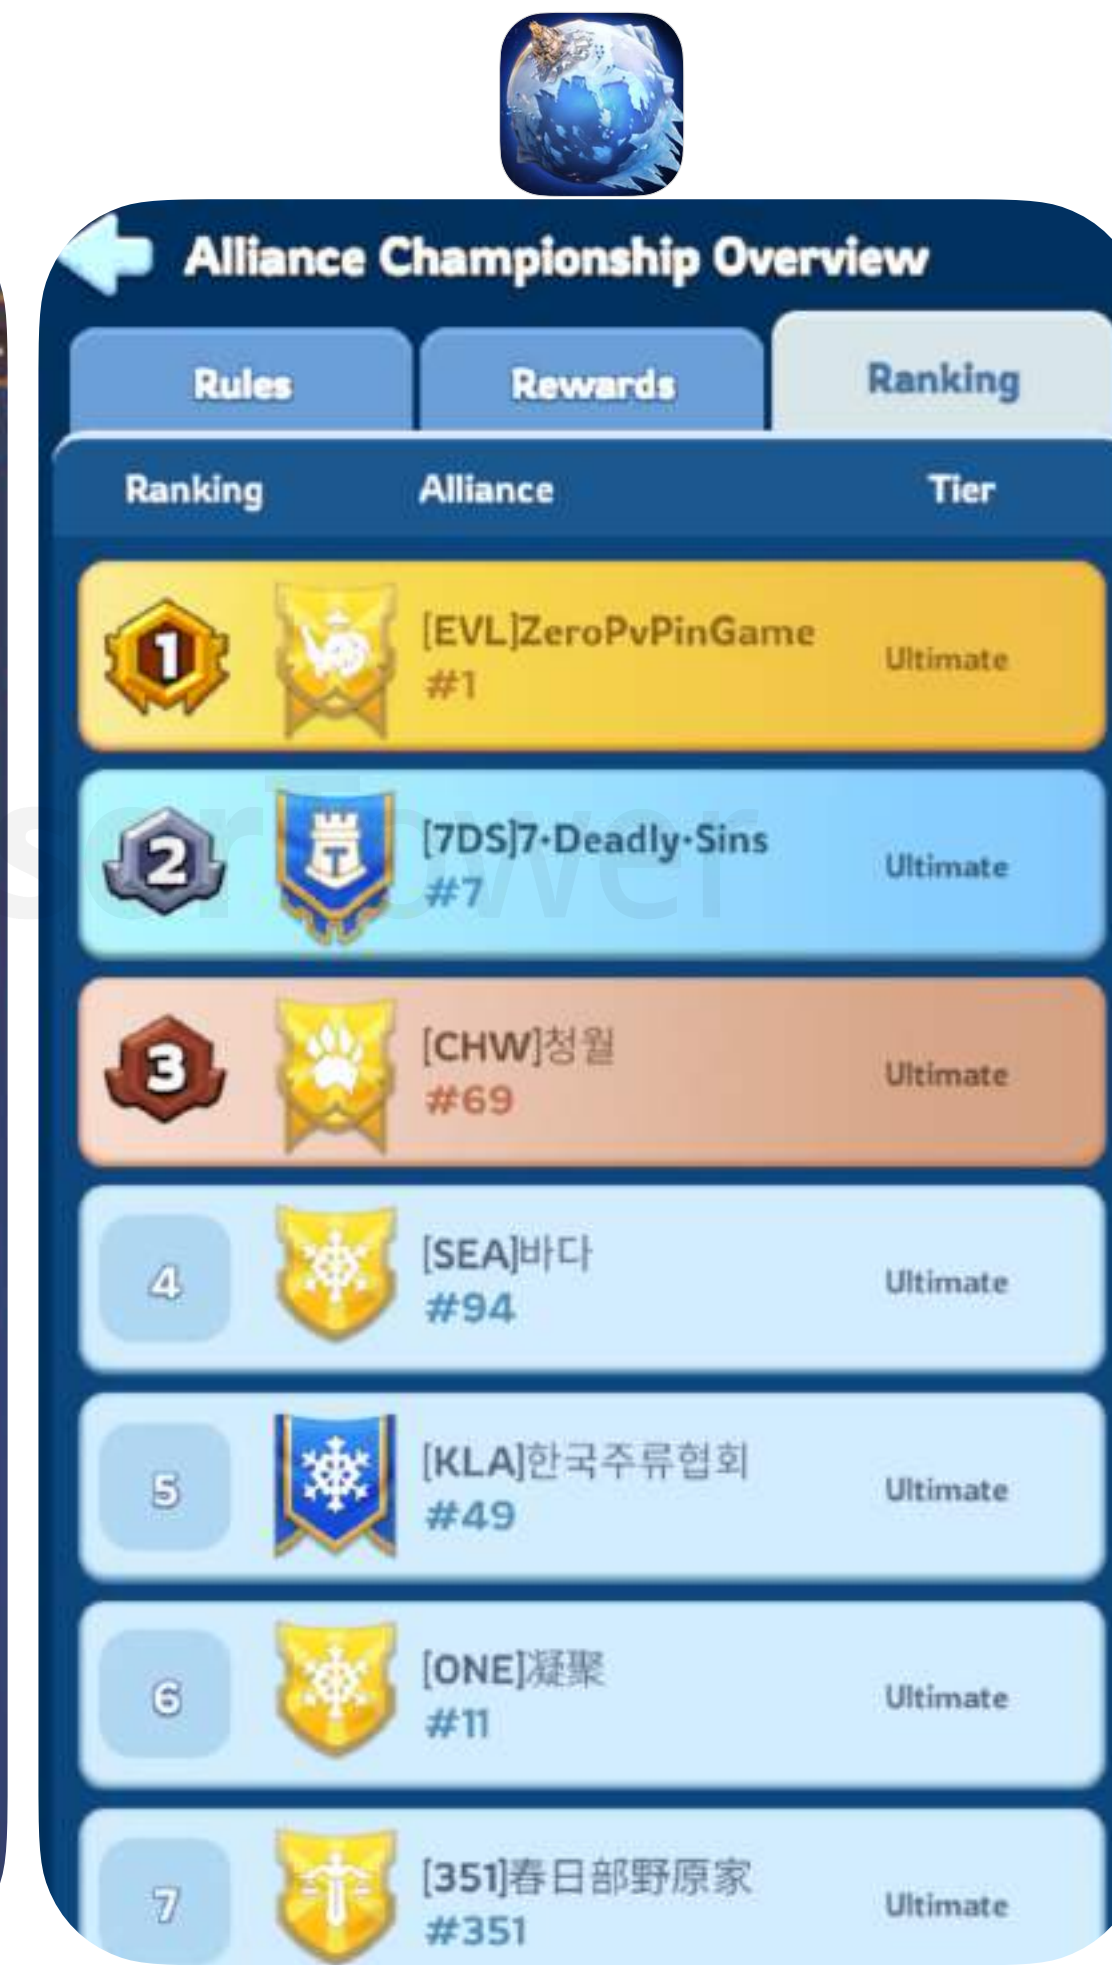 Alliance Championship Overview
Rules Rewards Ranking
Ranking Alliance Tier
1 [EVL]ZeroPvPinGame Ultimate
#1
2 [7DS]7•Deadly•Sins Ultimate
#7
3 [CHW]청월 Ultimate
#69
4 [SEA]바다 Ultimate
#94
5 [KLA]한국주류협회 Ultimate
#49
6 [ONE]凝聚 Ultimate
#11
7 [351]春日部野原家 Ultimate
#351